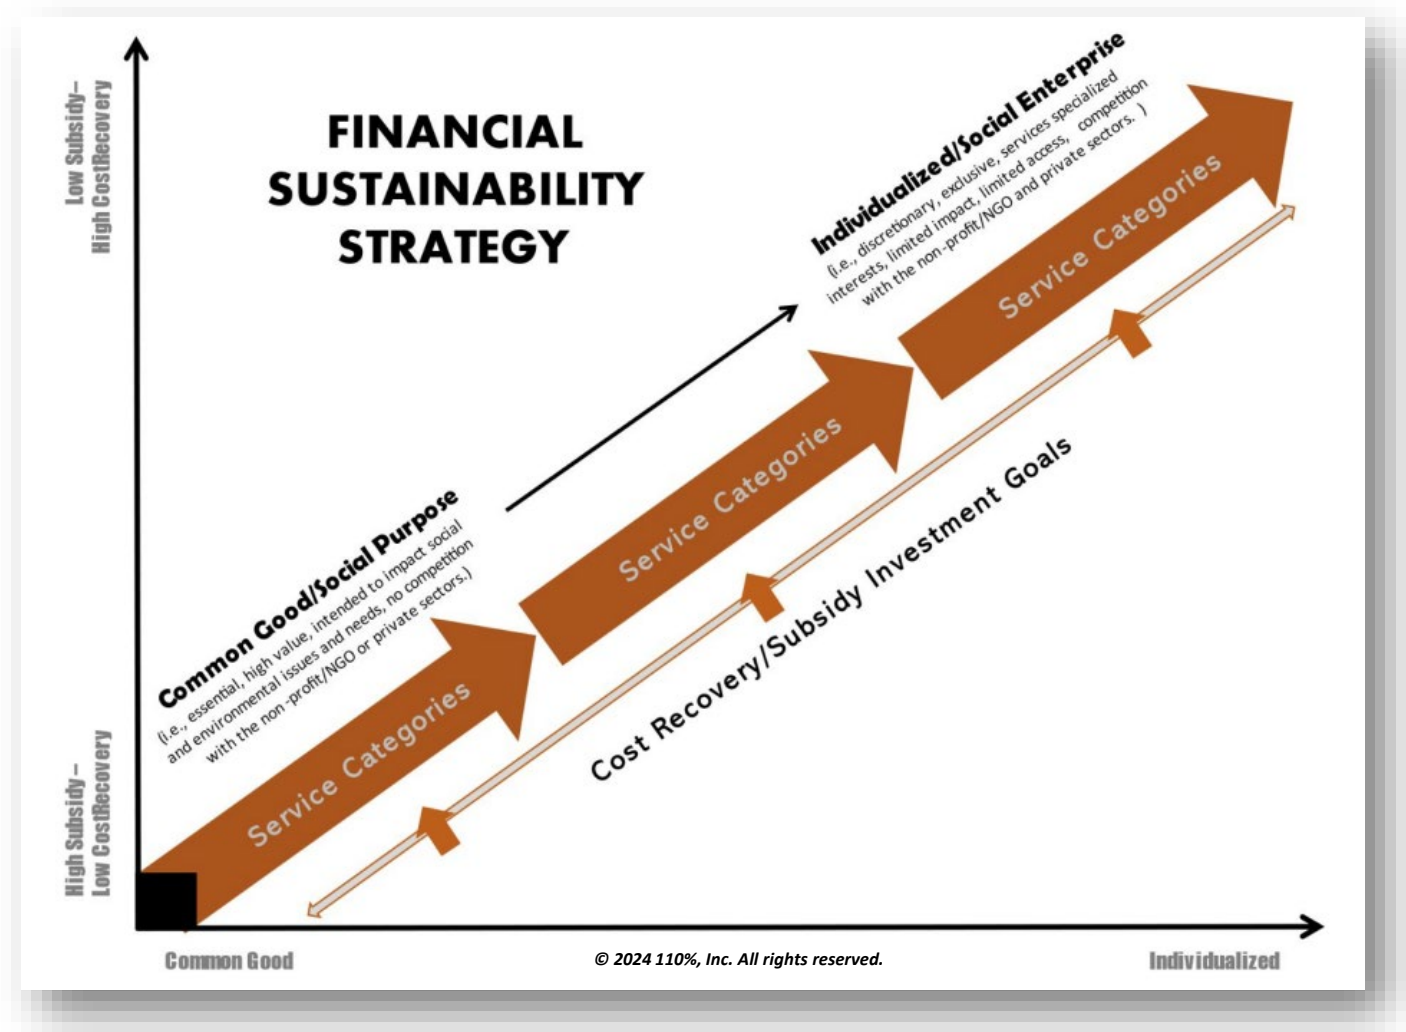 FINANCIAL
SUSTAINABILITY
STRATEGY
Low Subsidy–
High CostRecovery
High Subsidy –
Low CostRecovery
Common Good/Social Purpose
(i.e., essential, high value, intended to impact social
and environmental issues and needs, no competition
with the non-profit/NGO or private sectors.)
Individualized/Social Enterprise
(i.e., discretionary, exclusive, services specialized
interests, limited impact, limited access, competition
with the non-profit/NGO and private sectors. )
Service Categories
Service Categories
Service Categories
Cost Recovery/Subsidy Investment Goals
Common Good
© 2024 110%, Inc. All rights reserved.
Individualized